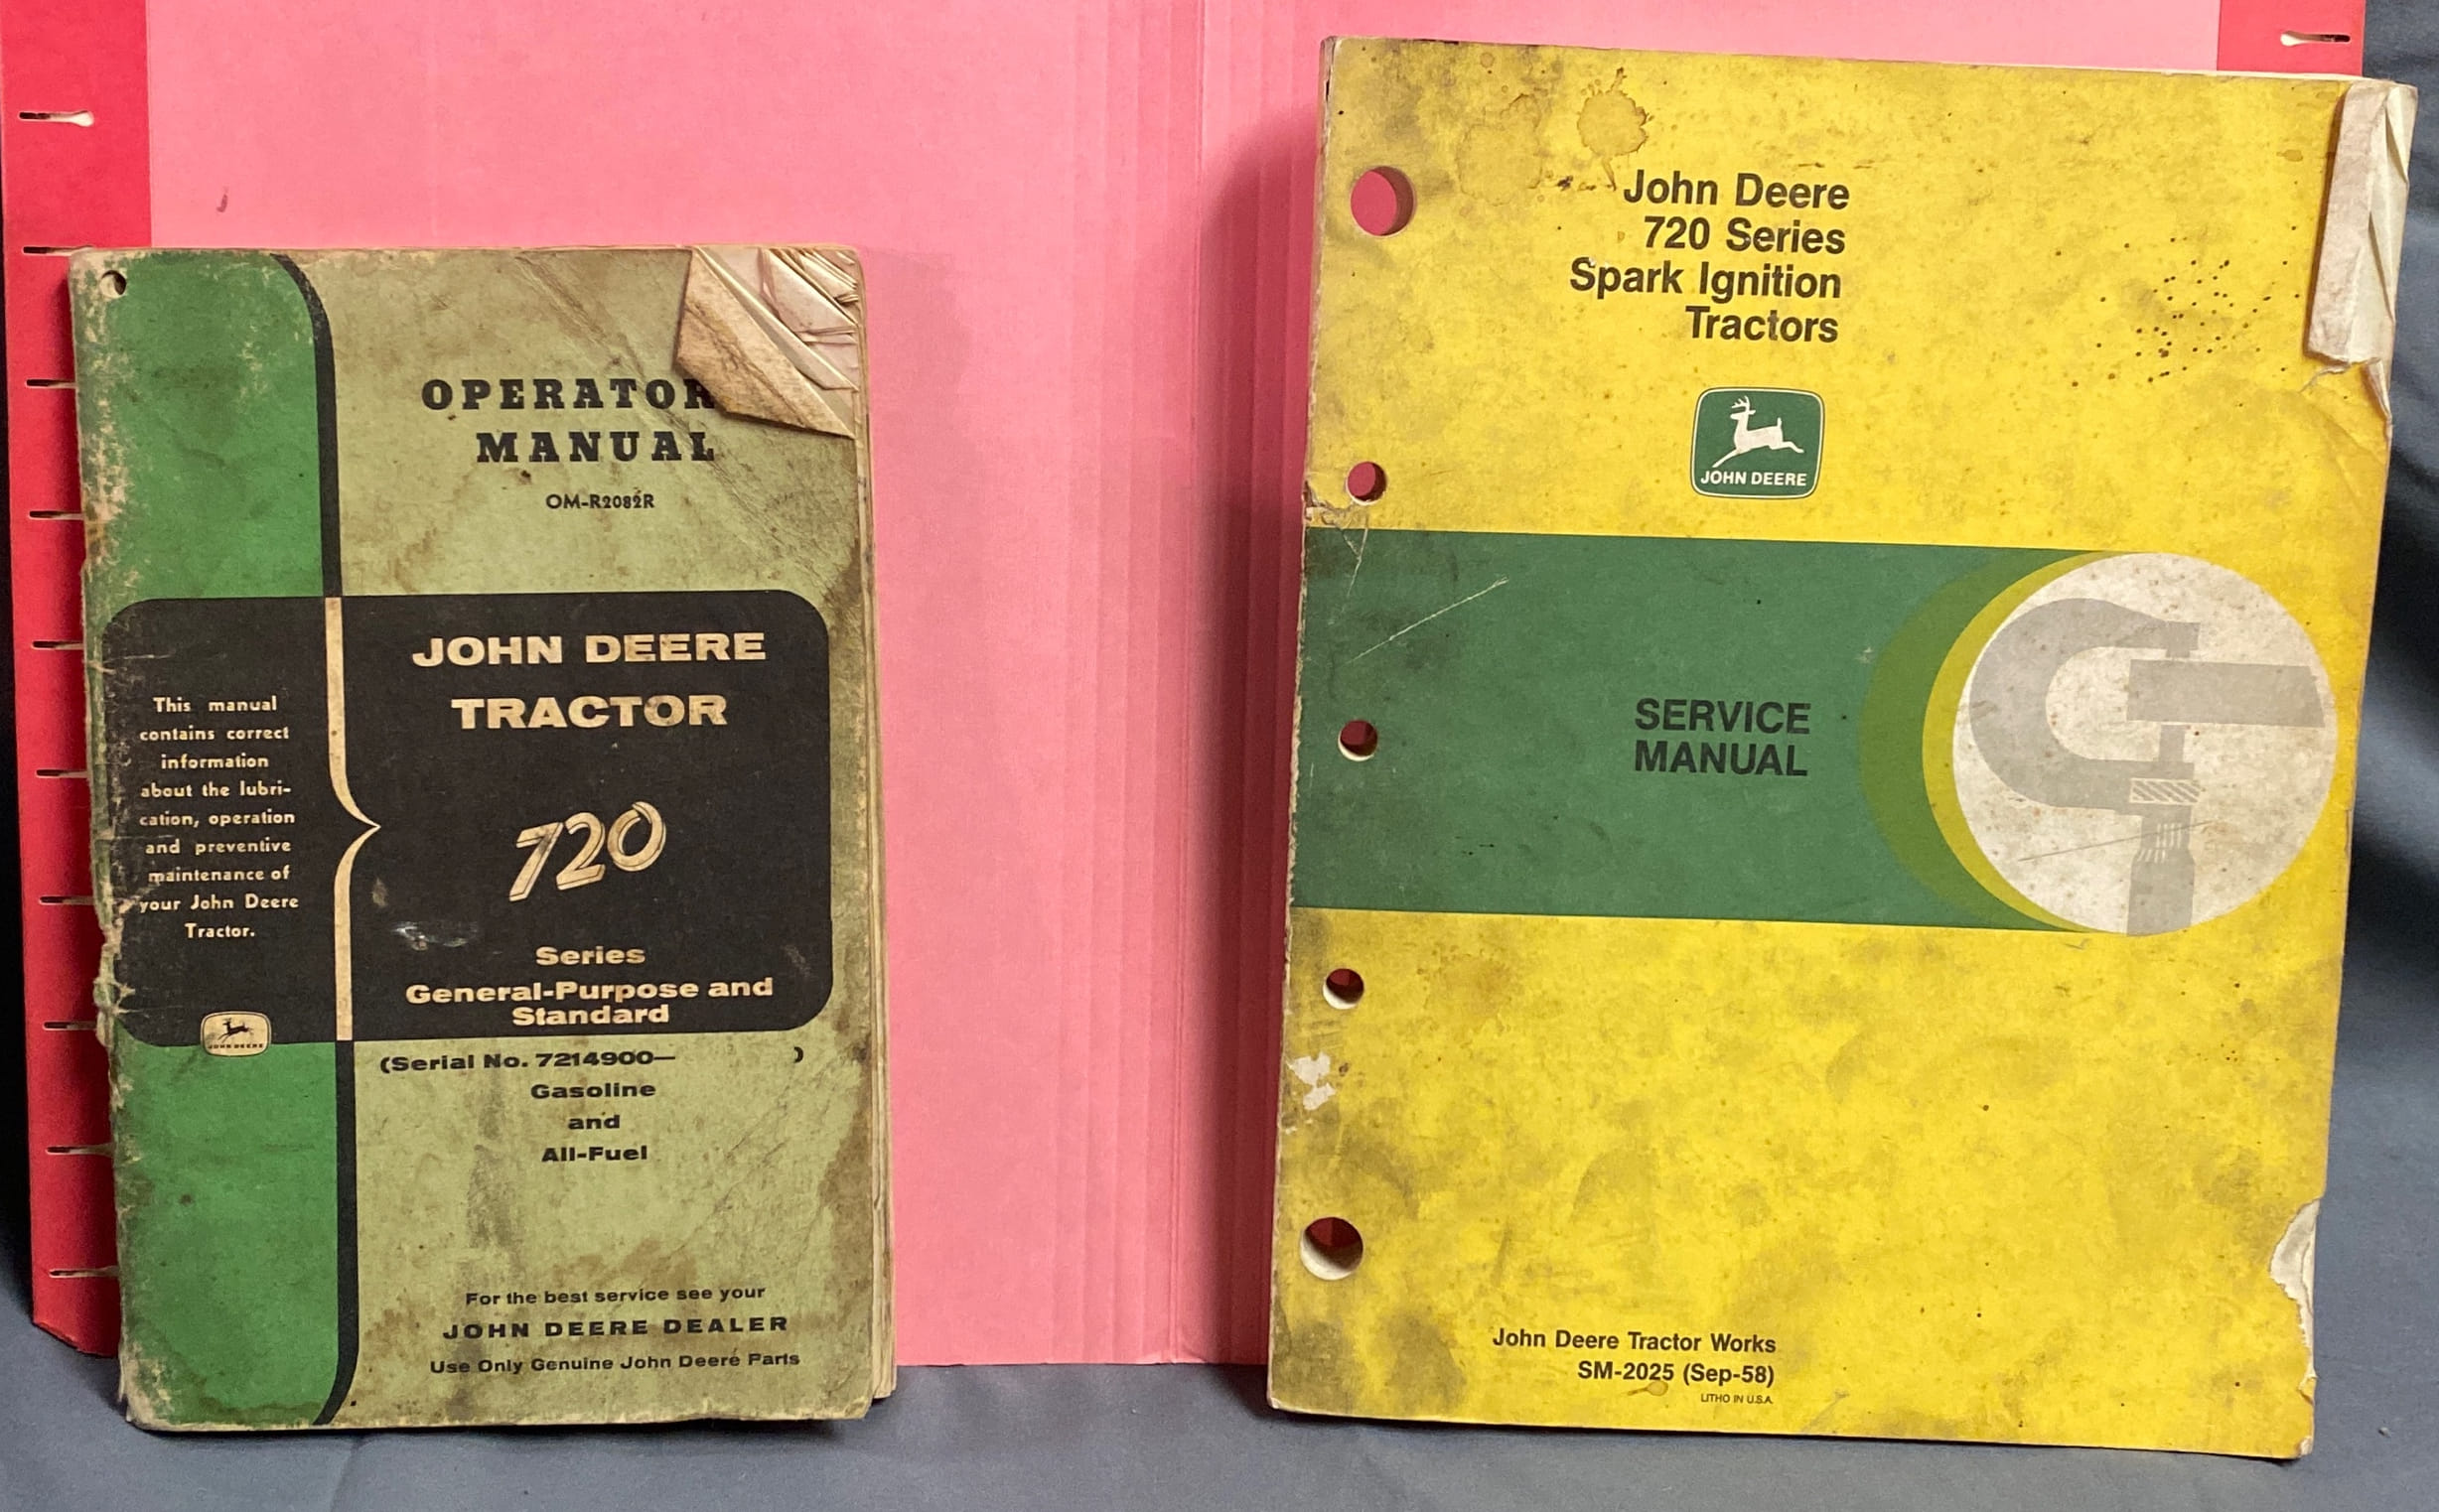 OPERATOR
MANUAL
OM-R2082R
JOHN DEERE
TRACTOR
720
Series
General-Purpose and
Standard
This manual
contains correct
information
about the lubri-
cation, operation
and preventive
maintenance of
your John Deere
Tractor.
JOHN DEERE
(Serial No. 7214900— )
Gasoline
and
All-Fuel
For the best service see your
JOHN DEERE DEALER
Use Only Genuine John Deere Parts
John Deere
720 Series
Spark Ignition
Tractors
JOHN DEERE
SERVICE
MANUAL
John Deere Tractor Works
SM-2025 (Sep-58)
LITHO IN U.S.A.